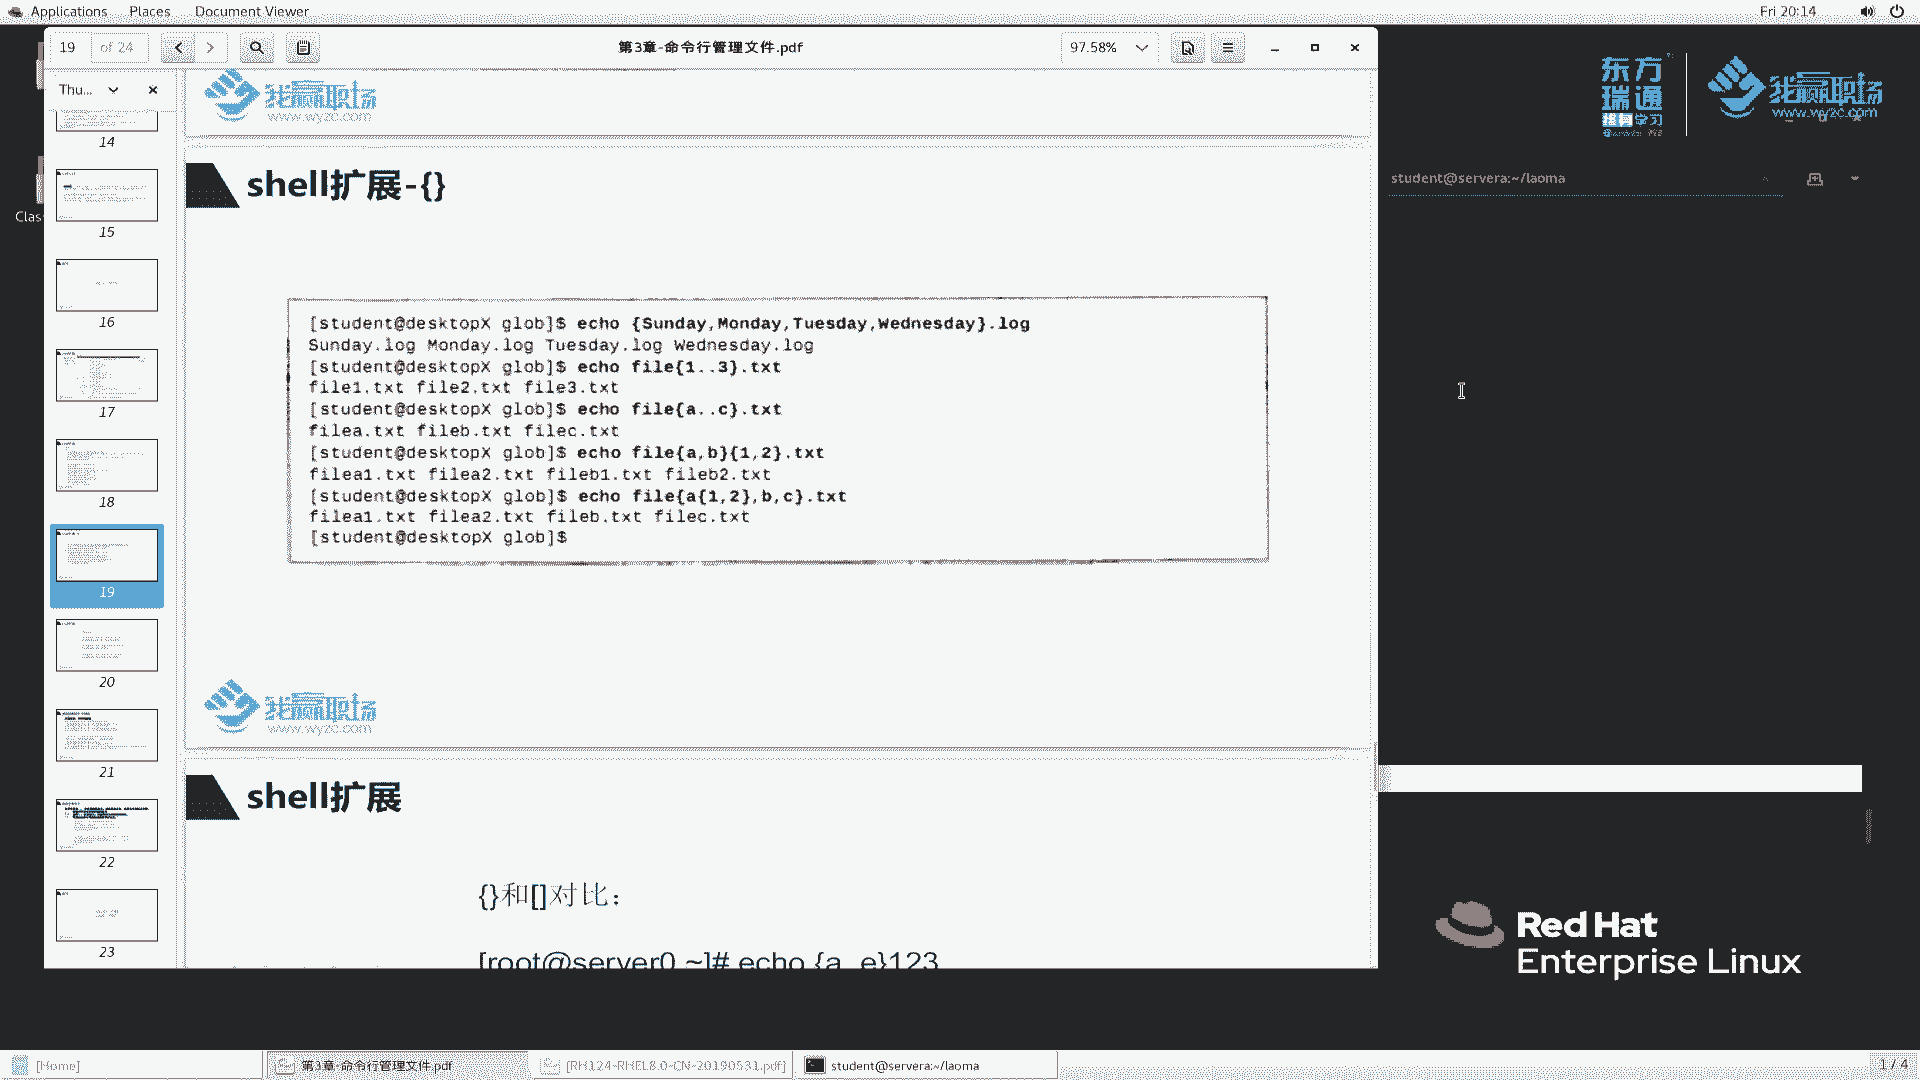 Applications Places Document Viewer Fri 20:14
19 of 24 第3章-命令行管理文件.pdf 97.58%
Thu...
14
15
16
17
18
19
20
21
22
23
我赢职场
www.wyzc.com
shell扩展-{}
[student@desktopX glob]$ echo {Sunday,Monday,Tuesday,Wednesday}.log
Sunday.log Monday.log Tuesday.log Wednesday.log
[student@desktopX glob]$ echo file{1..3}.txt
file1.txt file2.txt file3.txt
[student@desktopX glob]$ echo file{a..c}.txt
filea.txt fileb.txt filec.txt
[student@desktopX glob]$ echo file{a,b}{1,2}.txt
filea1.txt filea2.txt fileb1.txt fileb2.txt
[student@desktopX glob]$ echo file{a{1,2},b,c}.txt
filea1.txt filea2.txt fileb.txt filec.txt
[student@desktopX glob]$
我赢职场
www.wyzc.com
shell扩展
{}和[]对比：
[root@server0 ~]# echo {a..e}123
Clas
东方
瑞通
终身学习
我赢职场
www.wyzc.com
student@servera:~/laoma
Red Hat
Enterprise Linux
[Home]
第3章-命令行管理文件.pdf
[RH124-RHEL8.0-CN-20190531.pdf]
student@servera:~/laoma
1 / 4